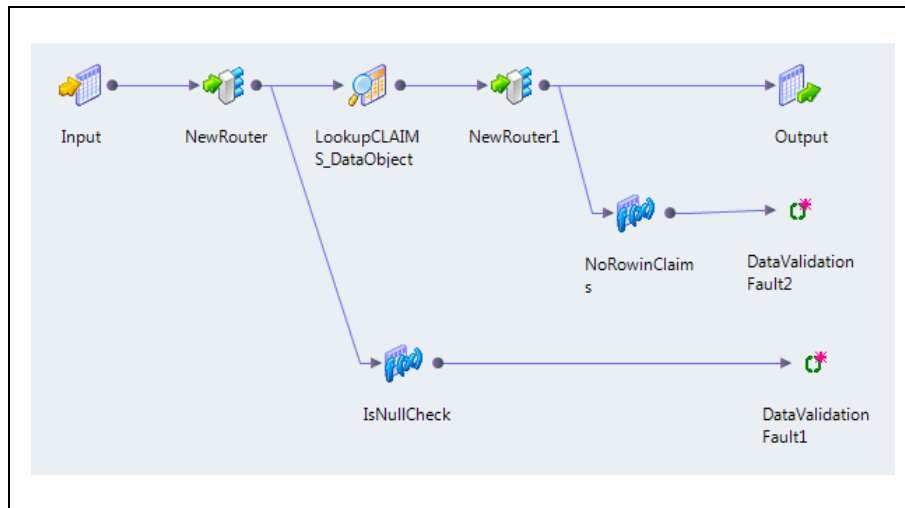 Input
NewRouter
LookupCLAIM
S_DataObject
NewRouter1
Output
NoRowinClaim
s
DataValidation
Fault2
IsNullCheck
DataValidation
Fault1